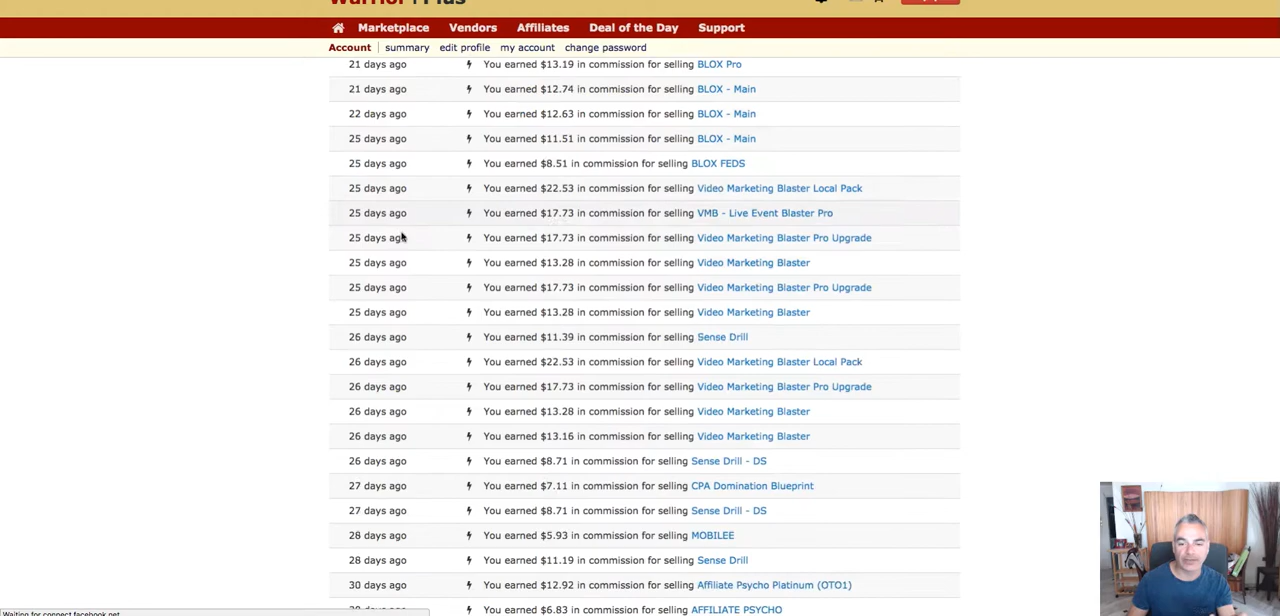 Warrior+Plus
Marketplace Vendors Affiliates Deal of the Day Support
Account summary edit profile my account change password
21 days ago You earned $13.19 in commission for selling BLOX Pro
21 days ago You earned $12.74 in commission for selling BLOX - Main
22 days ago You earned $12.63 in commission for selling BLOX - Main
25 days ago You earned $11.51 in commission for selling BLOX - Main
25 days ago You earned $8.51 in commission for selling BLOX FEDS
25 days ago You earned $22.53 in commission for selling Video Marketing Blaster Local Pack
25 days ago You earned $17.73 in commission for selling VMB - Live Event Blaster Pro
25 days ago You earned $17.73 in commission for selling Video Marketing Blaster Pro Upgrade
25 days ago You earned $13.28 in commission for selling Video Marketing Blaster
25 days ago You earned $17.73 in commission for selling Video Marketing Blaster Pro Upgrade
25 days ago You earned $13.28 in commission for selling Video Marketing Blaster
26 days ago You earned $11.39 in commission for selling Sense Drill
26 days ago You earned $22.53 in commission for selling Video Marketing Blaster Local Pack
26 days ago You earned $17.73 in commission for selling Video Marketing Blaster Pro Upgrade
26 days ago You earned $13.28 in commission for selling Video Marketing Blaster
26 days ago You earned $13.16 in commission for selling Video Marketing Blaster
26 days ago You earned $8.71 in commission for selling Sense Drill - DS
27 days ago You earned $7.11 in commission for selling CPA Domination Blueprint
27 days ago You earned $8.71 in commission for selling Sense Drill - DS
28 days ago You earned $5.93 in commission for selling MOBILEE
28 days ago You earned $11.19 in commission for selling Sense Drill
30 days ago You earned $12.92 in commission for selling Affiliate Psycho Platinum (OTO1)
30 days ago You earned $6.83 in commission for selling AFFILIATE PSYCHO
Waiting for connect.facebook.net